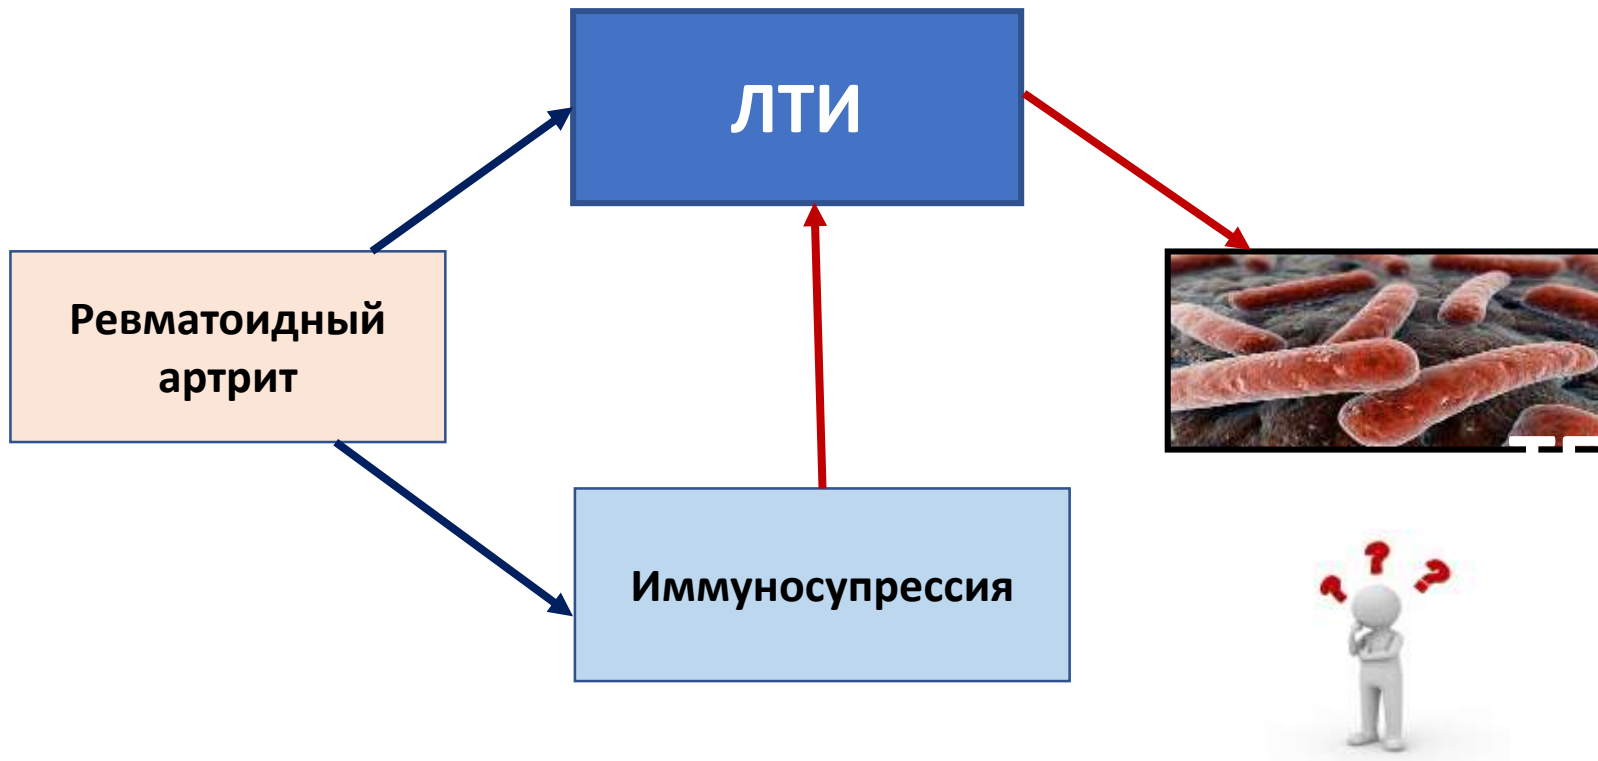 ЛТИ
Ревматоидный
артрит
Иммуносупрессия